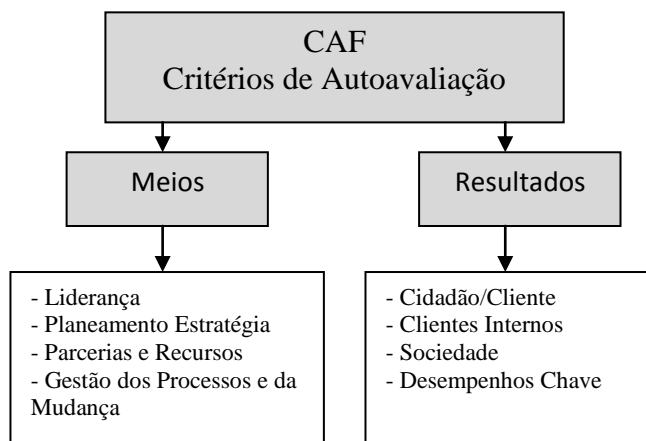 CAF
Critérios de Autoavaliação
Meios
Resultados
- Liderança
- Planeamento Estratégia
- Parcerias e Recursos
- Gestão dos Processos e da
Mudança
- Cidadão/Cliente
- Clientes Internos
- Sociedade
- Desempenhos Chave